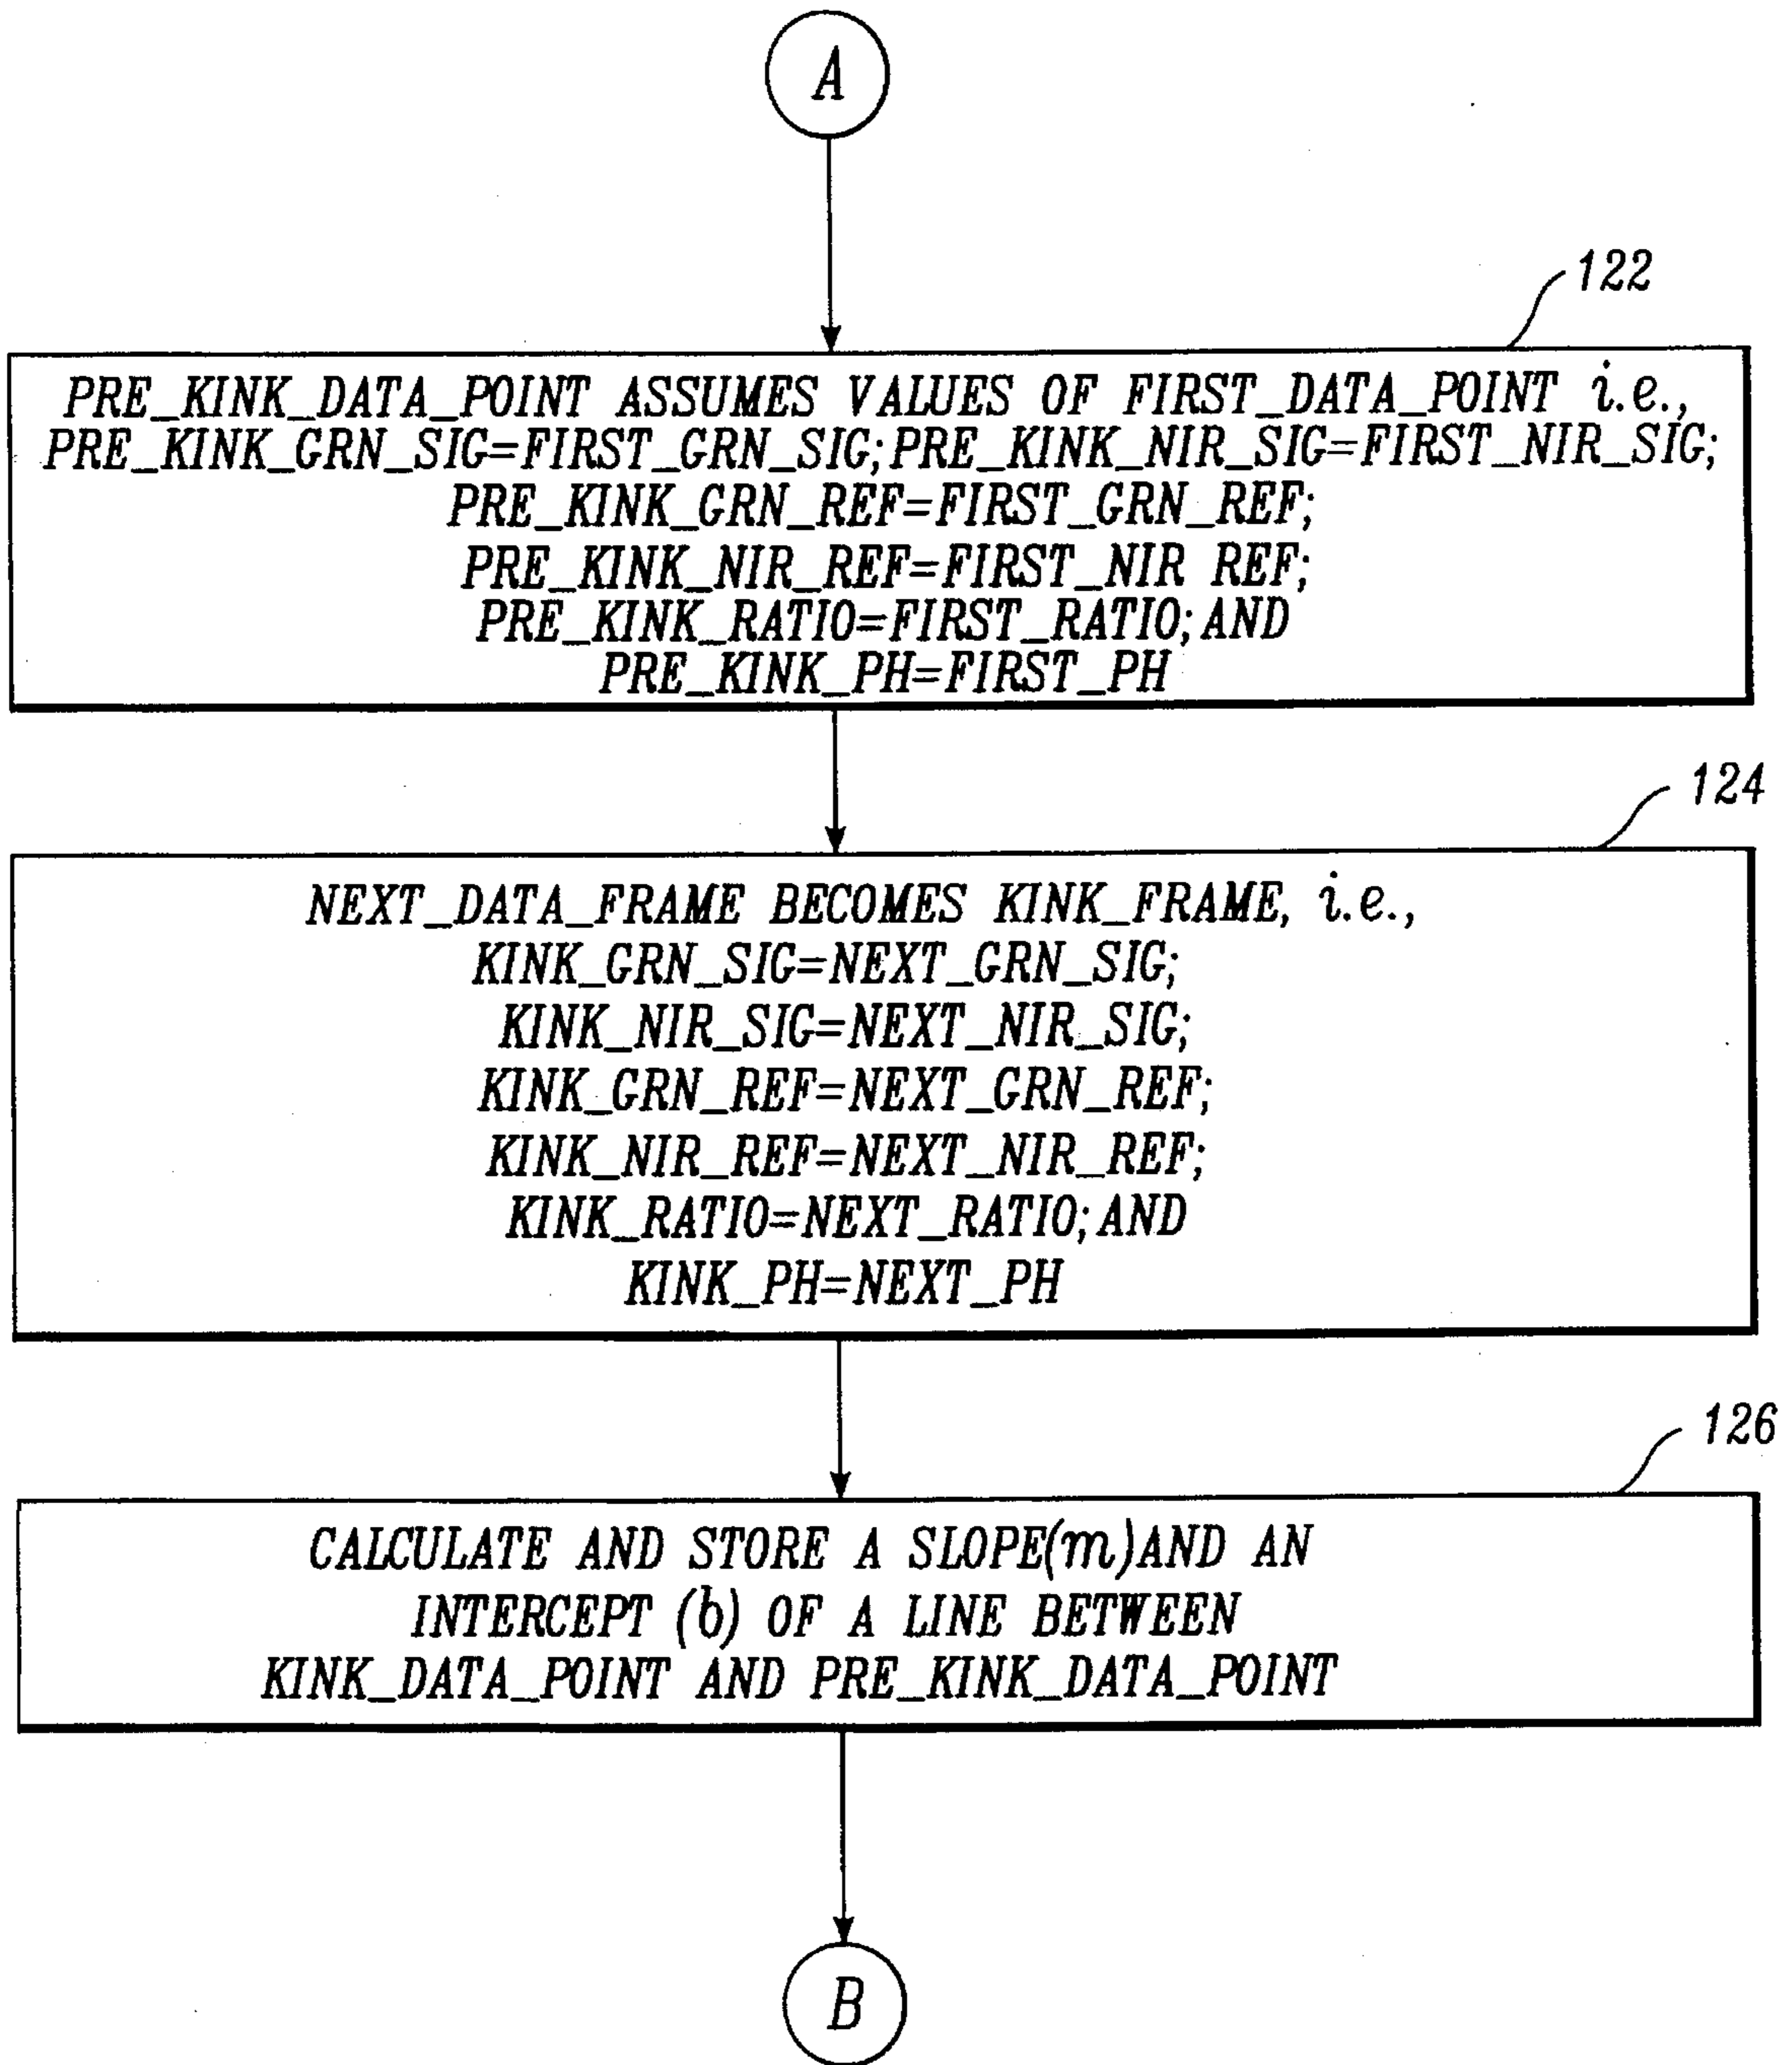 A
122
PRE_KINK_DATA_POINT ASSUMES VALUES OF FIRST_DATA_POINT i.e.,
PRE_KINK_GRN_SIG=FIRST_GRN_SIG; PRE_KINK_NIR_SIG=FIRST_NIR_SIG;
PRE_KINK_GRN_REF=FIRST_GRN_REF;
PRE_KINK_NIR_REF=FIRST_NIR REF;
PRE_KINK_RATIO=FIRST_RATIO; AND
PRE_KINK_PH=FIRST_PH
124
NEXT_DATA_FRAME BECOMES KINK_FRAME, i.e.,
KINK_GRN_SIG=NEXT_GRN_SIG;
KINK_NIR_SIG=NEXT_NIR_SIG;
KINK_GRN_REF=NEXT_GRN_REF;
KINK_NIR_REF=NEXT_NIR_REF;
KINK_RATIO=NEXT_RATIO; AND
KINK_PH=NEXT_PH
126
CALCULATE AND STORE A SLOPE(m)AND AN
INTERCEPT (b) OF A LINE BETWEEN
KINK_DATA_POINT AND PRE_KINK_DATA_POINT
B